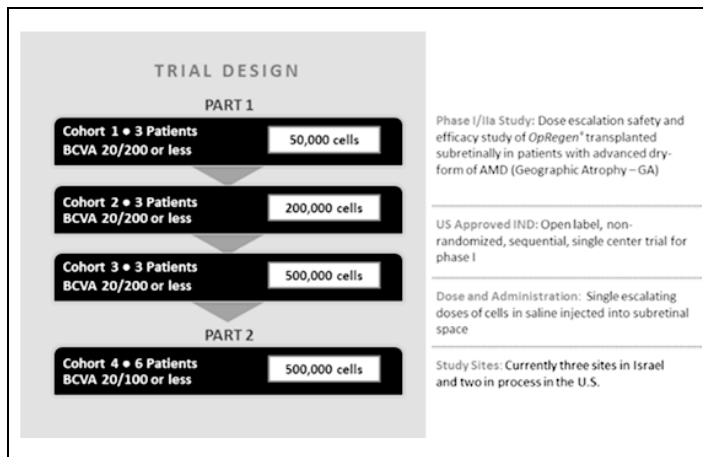 TRIAL DESIGN
PART 1
Cohort 1 • 3 Patients
BCVA 20/200 or less
50,000 cells
Cohort 2 • 3 Patients
BCVA 20/200 or less
200,000 cells
Cohort 3 • 3 Patients
BCVA 20/200 or less
500,000 cells
PART 2
Cohort 4 • 6 Patients
BCVA 20/100 or less
500,000 cells
Phase I/IIa Study: Dose escalation safety and
efficacy study of OpRegen® transplanted
subretinally in patients with advanced dry-
form of AMD (Geographic Atrophy – GA)
US Approved IND: Open label, non-
randomized, sequential, single center trial for
phase I
Dose and Administration: Single escalating
doses of cells in saline injected into subretinal
space
Study Sites: Currently three sites in Israel
and two in process in the U.S.